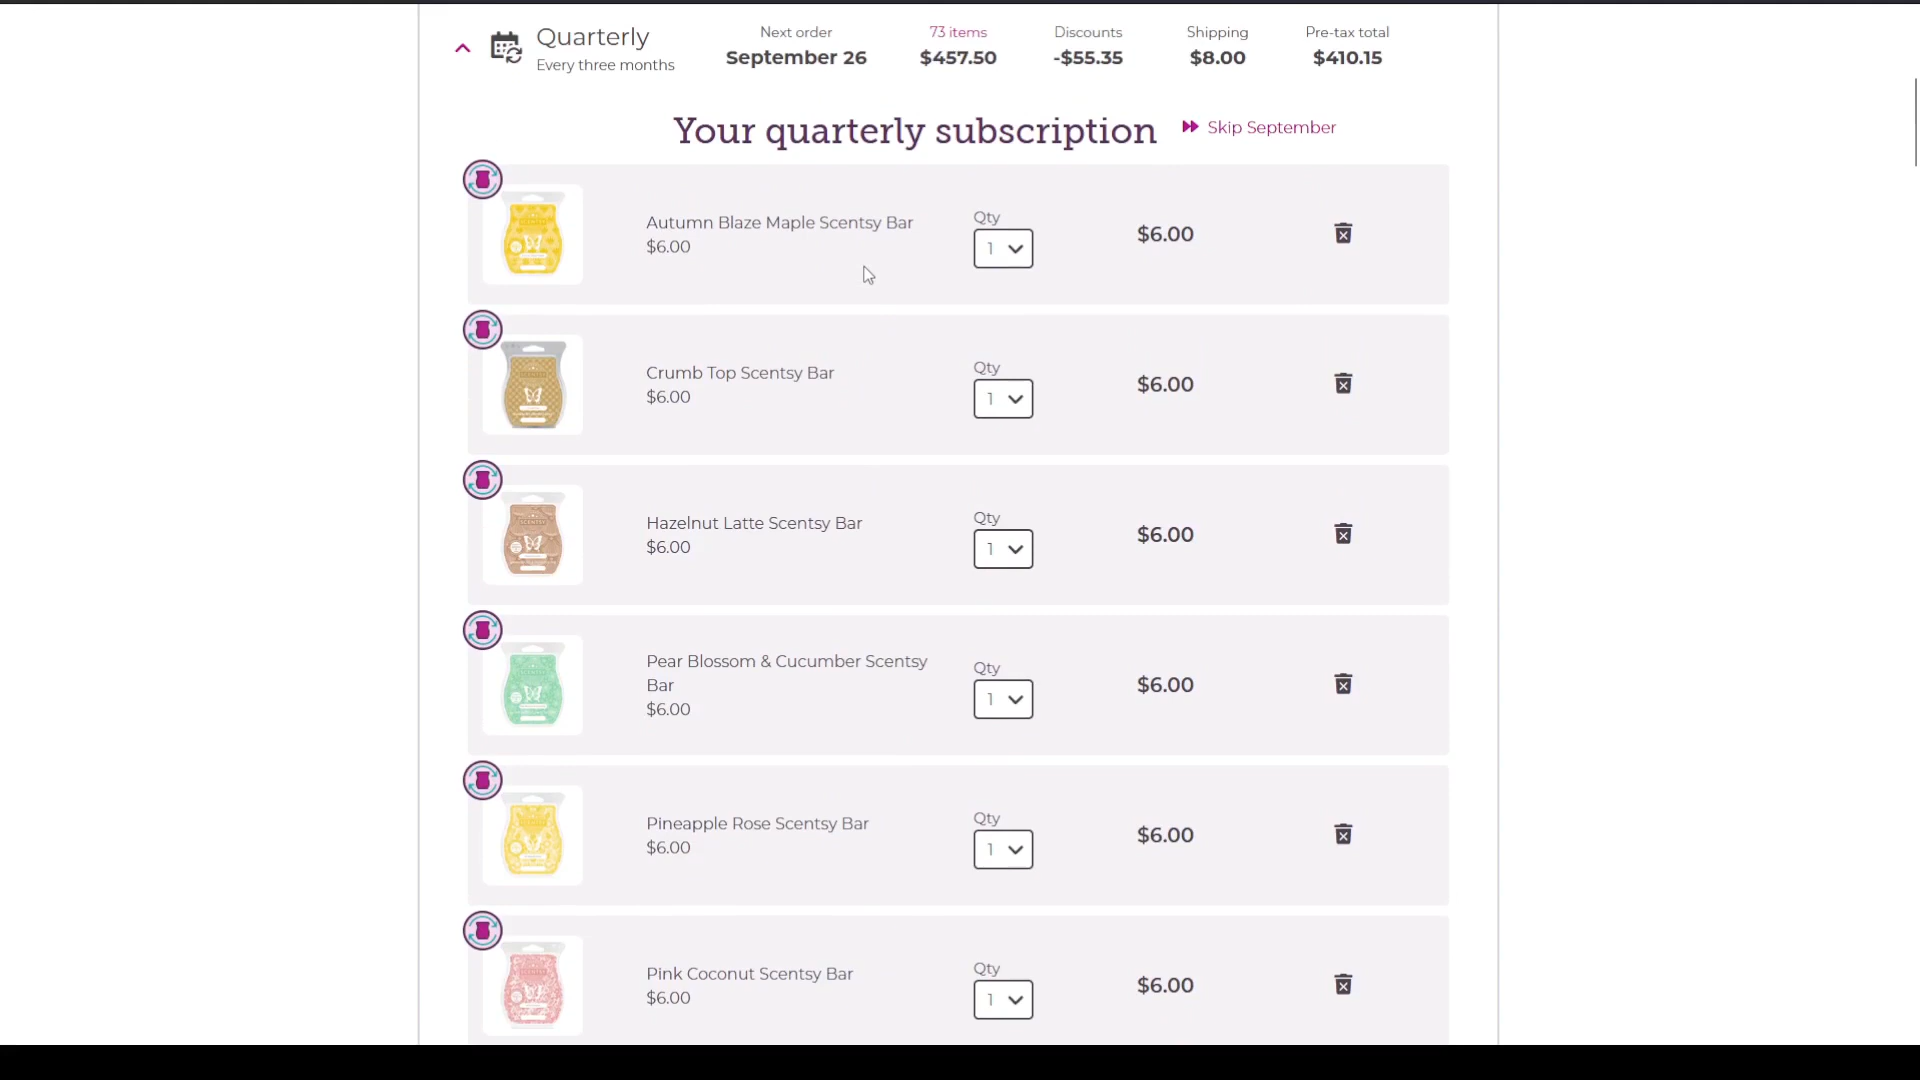 Quarterly
Every three months
Next order
September 26
73 items
$457.50
Discounts
-$55.35
Shipping
$8.00
Pre-tax total
$410.15
Your quarterly subscription
Skip September
Autumn Blaze Maple Scentsy Bar
$6.00
Qty
1
$6.00
Crumb Top Scentsy Bar
$6.00
Qty
1
$6.00
Hazelnut Latte Scentsy Bar
$6.00
Qty
1
$6.00
Pear Blossom & Cucumber Scentsy
Bar
$6.00
Qty
1
$6.00
Pineapple Rose Scentsy Bar
$6.00
Qty
1
$6.00
Pink Coconut Scentsy Bar
$6.00
Qty
1
$6.00